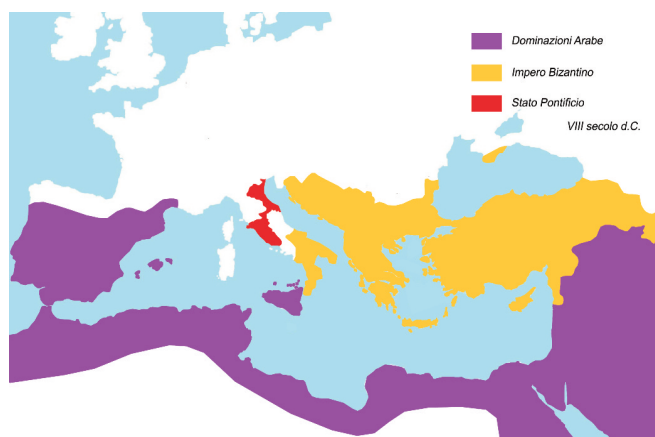 Dominazioni Arabe
Impero Bizantino
Stato Pontificio
VIII secolo d.C.